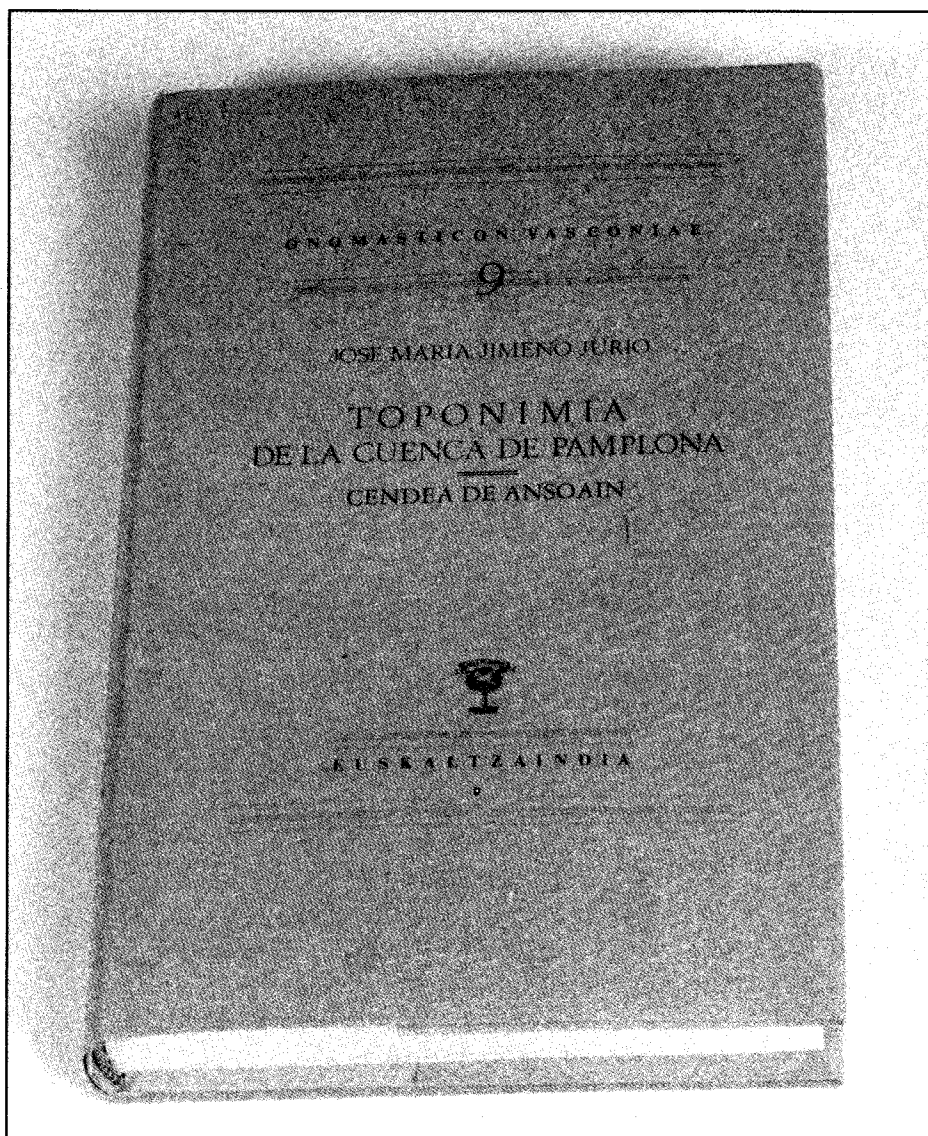 ONOMASTICON VASCONIAE
9
JOSE MARIA JIMENO JURIO
TOPONIMIA
DE LA CUENCA DE PAMPLONA
CENDEA DE ANSOAIN
EUSKALTZAINDIA